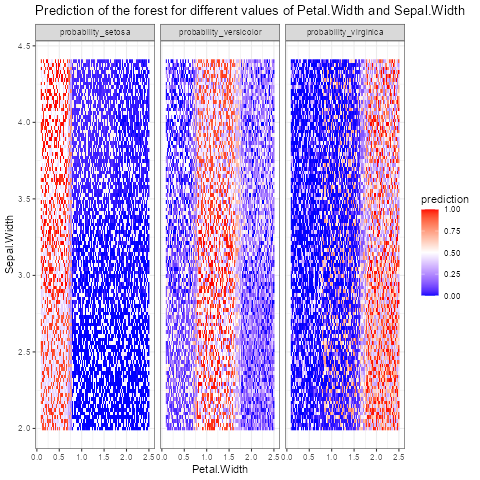 Prediction of the forest for different values of Petal.Width and Sepal.Width
probability_setosa probability_versicolor probability_virginica
4.5
4.0
3.5
3.0
2.5
2.0
Sepal.Width
0.0 0.5 1.0 1.5 2.0 2.5 0.0 0.5 1.0 1.5 2.0 2.5 0.0 0.5 1.0 1.5 2.0 2.5
Petal.Width
prediction
1.00
0.75
0.50
0.25
0.00